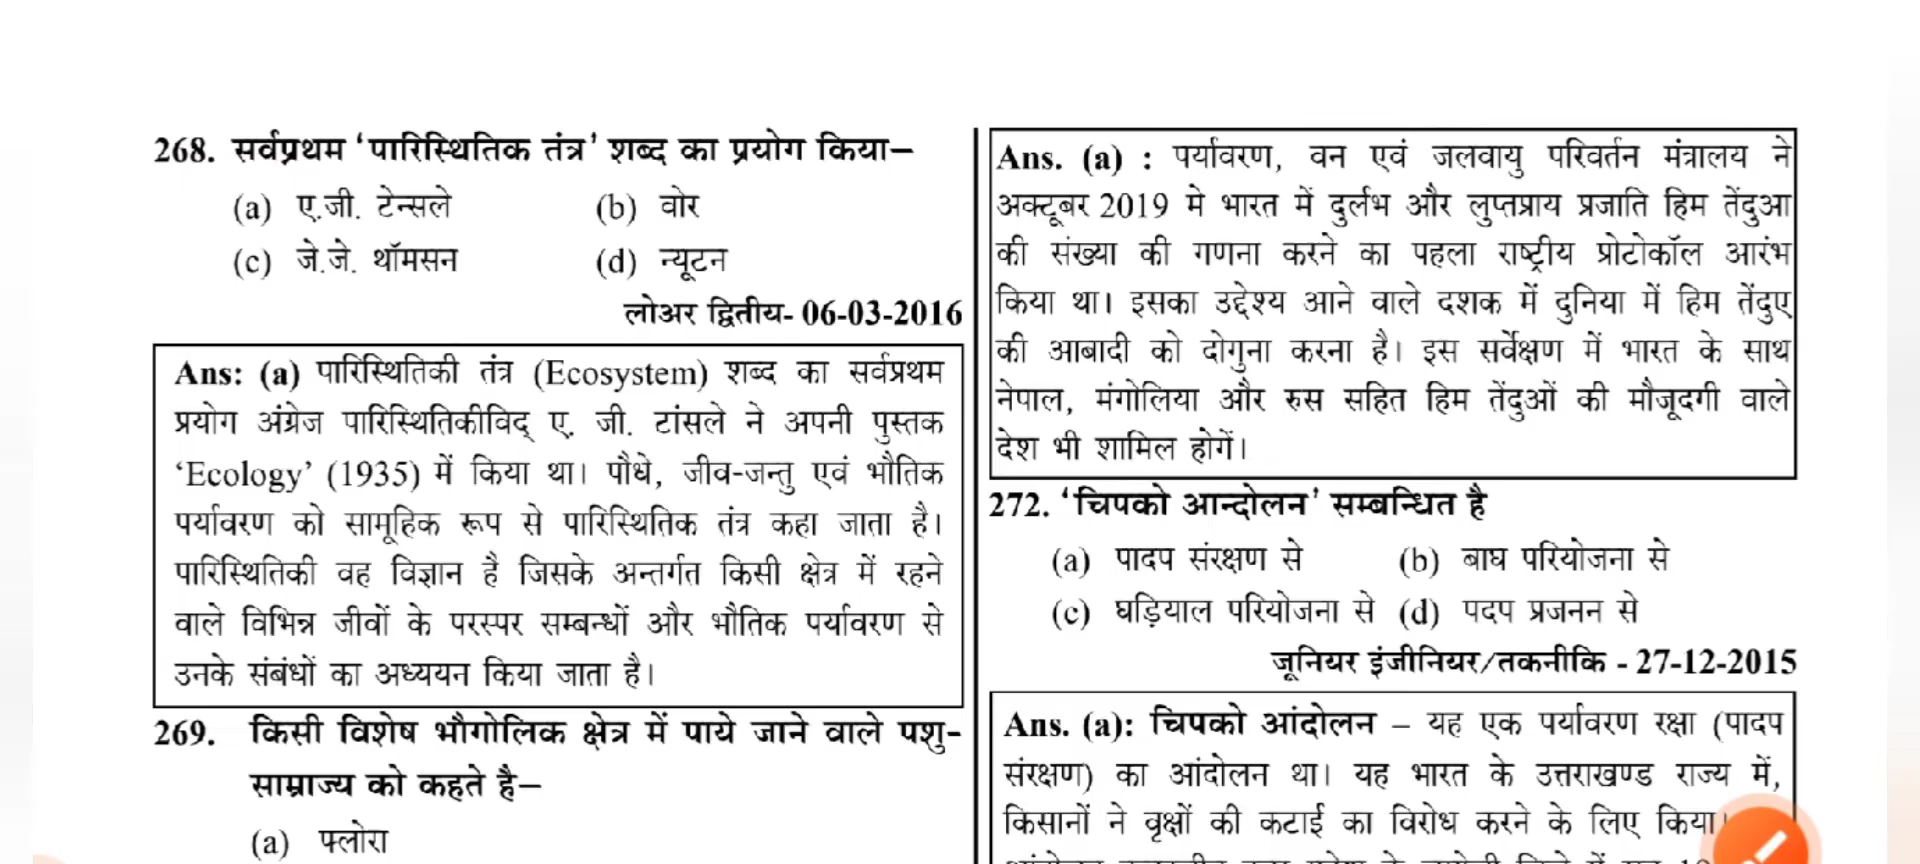 268. सर्वप्रथम 'पारिस्थितिक तंत्र' शब्द का प्रयोग किया–
(a) ए.जी. टेन्सले (b) वोर
(c) जे.जे. थॉमसन (d) न्यूटन
लोअर द्वितीय- 06-03-2016
Ans: (a) पारिस्थितिकी तंत्र (Ecosystem) शब्द का सर्वप्रथम
प्रयोग अंग्रेज पारिस्थितिकीविद् ए. जी. टांसले ने अपनी पुस्तक
'Ecology' (1935) में किया था। पौधे, जीव-जन्तु एवं भौतिक
पर्यावरण को सामूहिक रूप से पारिस्थितिक तंत्र कहा जाता है।
पारिस्थितिकी वह विज्ञान है जिसके अन्तर्गत किसी क्षेत्र में रहने
वाले विभिन्न जीवों के परस्पर सम्बन्धों और भौतिक पर्यावरण से
उनके संबंधों का अध्ययन किया जाता है।
269. किसी विशेष भौगोलिक क्षेत्र में पाये जाने वाले पशु-
साम्राज्य को कहते है–
(a) फ्लोरा
Ans. (a) : पर्यावरण, वन एवं जलवायु परिवर्तन मंत्रालय ने
अक्टूबर 2019 मे भारत में दुर्लभ और लुप्तप्राय प्रजाति हिम तेंदुआ
की संख्या की गणना करने का पहला राष्ट्रीय प्रोटोकॉल आरंभ
किया था। इसका उद्देश्य आने वाले दशक में दुनिया में हिम तेंदुए
की आबादी को दोगुना करना है। इस सर्वेक्षण में भारत के साथ
नेपाल, मंगोलिया और रुस सहित हिम तेंदुओं की मौजूदगी वाले
देश भी शामिल होगें।
272. 'चिपको आन्दोलन' सम्बन्धित है
(a) पादप संरक्षण से (b) बाघ परियोजना से
(c) घड़ियाल परियोजना से (d) पदप प्रजनन से
जूनियर इंजीनियर/तकनीकि - 27-12-2015
Ans. (a): चिपको आंदोलन – यह एक पर्यावरण रक्षा (पादप
संरक्षण) का आंदोलन था। यह भारत के उत्तराखण्ड राज्य में,
किसानों ने वृक्षों की कटाई का विरोध करने के लिए किया